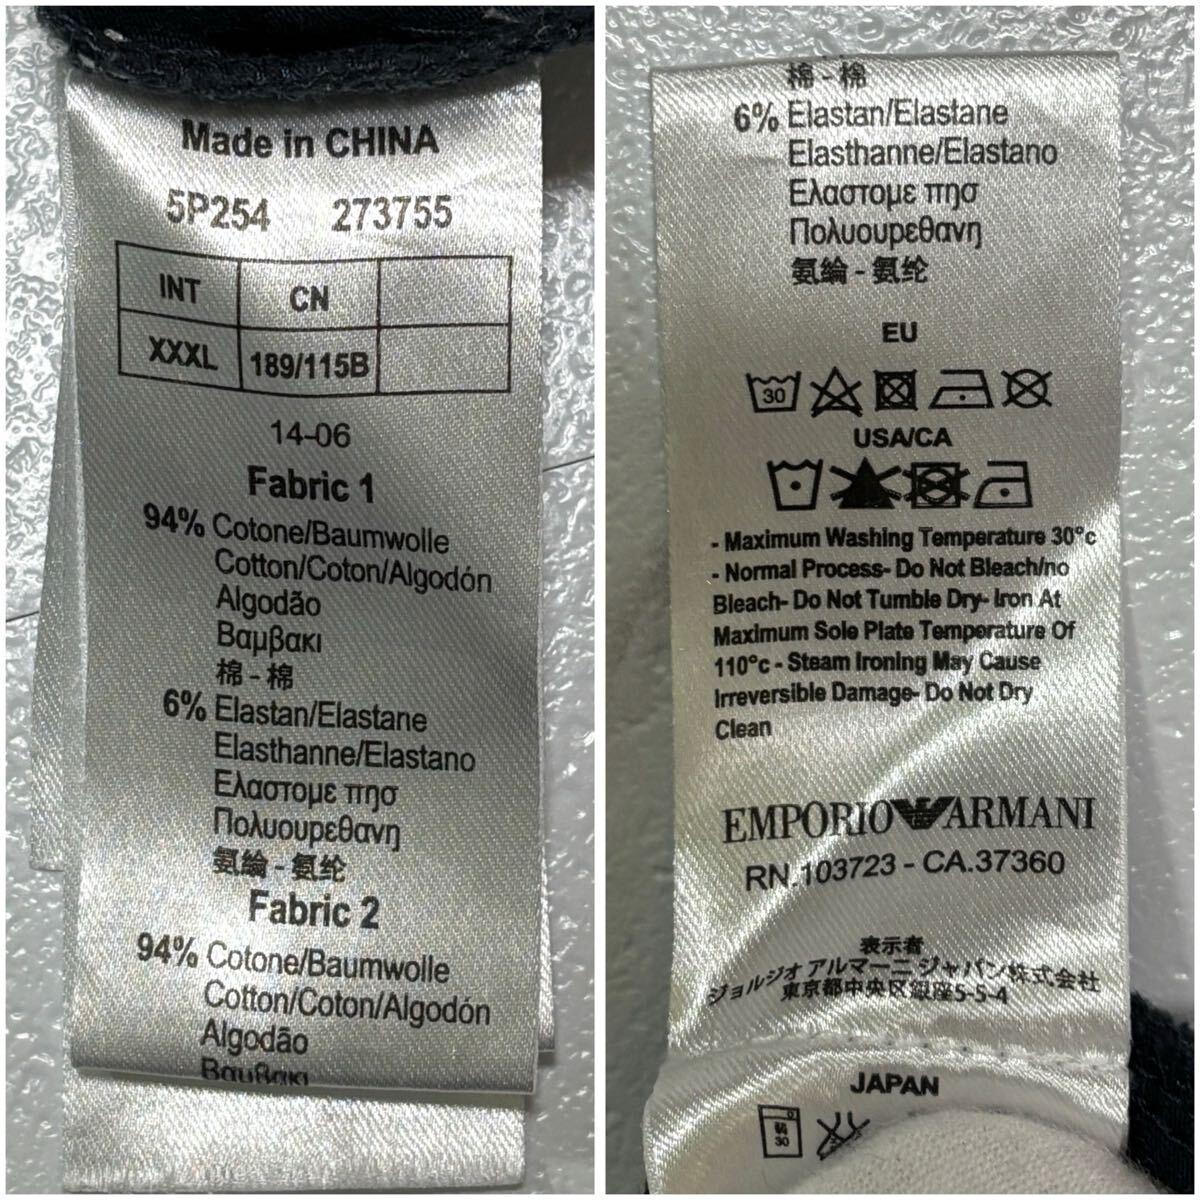 Made in CHINA
5P254 273755
INT CN
XXXL 189/115B
14-06
Fabric 1
94% Cotone/Baumwolle
Cotton/Coton/Algodón
Algodão
Βαμβακι
棉 - 棉
6% Elastan/Elastane
Elasthanne/Elastano
Ελαστομε πησ
Πολυουρεθανη
氨綸 - 氨纶
Fabric 2
94% Cotone/Baumwolle
Cotton/Coton/Algodón
Algodão
Βαμβακι
棉 - 棉
6% Elastan/Elastane
Elasthanne/Elastano
Ελαστομε πησ
Πολυουρεθανη
氨綸 - 氨纶
EU
30
USA/CA
- Maximum Washing Temperature 30°c
- Normal Process- Do Not Bleach/no
Bleach- Do Not Tumble Dry- Iron At
Maximum Sole Plate Temperature Of
110°c - Steam Ironing May Cause
Irreversible Damage- Do Not Dry
Clean
EMPORIO ARMANI
RN.103723 - CA.37360
表示者
ジョルジオ アルマーニ ジャパン株式会社
東京都中央区銀座5-5-4
JAPAN
弱
30